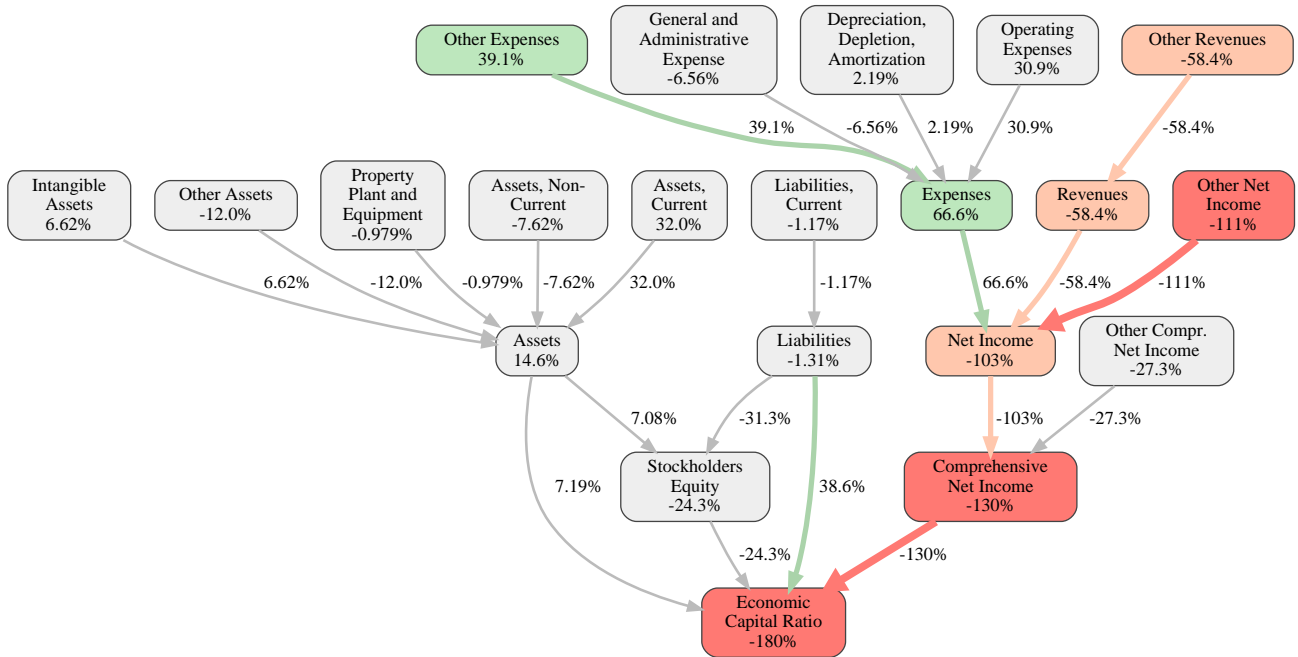 Other Expenses
39.1%
General and
Administrative
Expense
-6.56%
Depreciation,
Depletion,
Amortization
2.19%
Operating
Expenses
30.9%
Other Revenues
-58.4%
39.1%
-6.56%
2.19%
30.9%
-58.4%
Intangible
Assets
6.62%
Other Assets
-12.0%
Property
Plant and
Equipment
-0.979%
Assets, Non-
Current
-7.62%
Assets,
Current
32.0%
Liabilities,
Current
-1.17%
Expenses
66.6%
Revenues
-58.4%
Other Net
Income
-111%
6.62%
-12.0%
-0.979%
-7.62%
32.0%
-1.17%
66.6%
-58.4%
-111%
Assets
14.6%
Liabilities
-1.31%
Net Income
-103%
Other Compr.
Net Income
-27.3%
7.08%
-31.3%
-103%
-27.3%
7.19%
Stockholders
Equity
-24.3%
38.6%
Comprehensive
Net Income
-130%
-24.3%
-130%
Economic
Capital Ratio
-180%